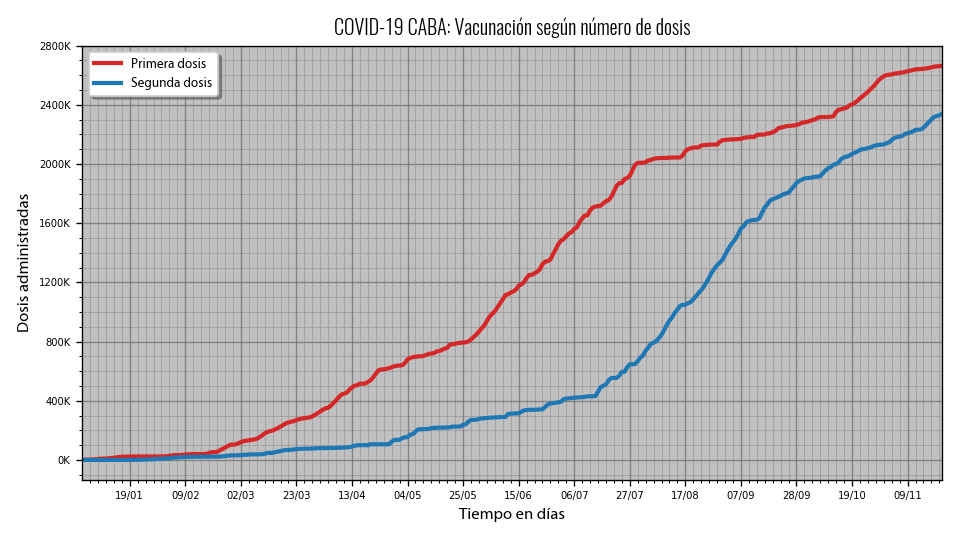 COVID-19 CABA: Vacunación según número de dosis
Primera dosis
Segunda dosis
Dosis administradas
2800K
2400K
2000K
1600K
1200K
800K
400K
0K
19/01 09/02 02/03 23/03 13/04 04/05 25/05 15/06 06/07 27/07 17/08 07/09 28/09 19/10 09/11
Tiempo en días